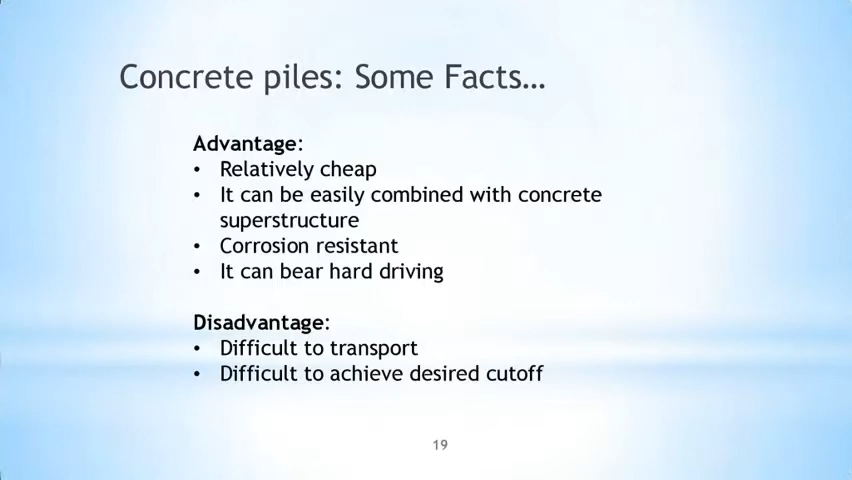 Concrete piles: Some Facts…
Advantage:
• Relatively cheap
• It can be easily combined with concrete
superstructure
• Corrosion resistant
• It can bear hard driving
Disadvantage:
• Difficult to transport
• Difficult to achieve desired cutoff
19